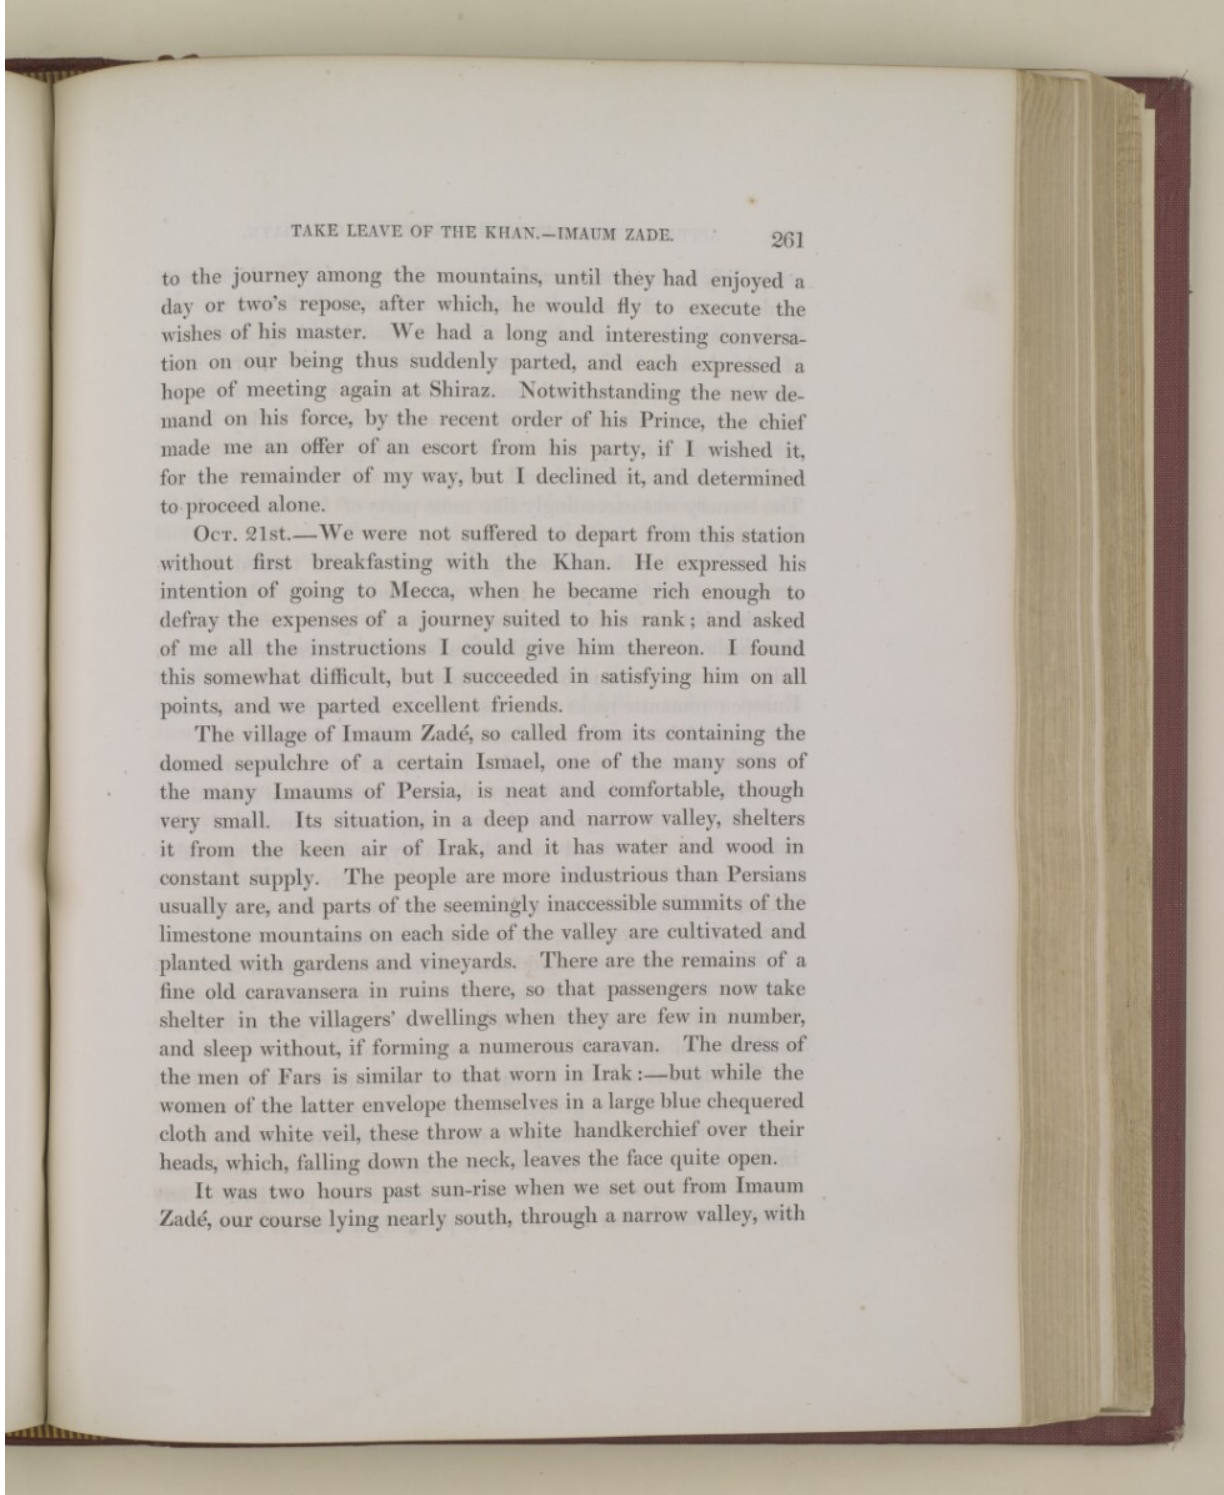 TAKE LEAVE OF THE KHAN.—IMAUM ZADE. 261
to the journey among the mountains, until they had enjoyed a
day or two's repose, after which, he would fly to execute the
wishes of his master. We had a long and interesting conversa-
tion on our being thus suddenly parted, and each expressed a
hope of meeting again at Shiraz. Notwithstanding the new de-
mand on his force, by the recent order of his Prince, the chief
made me an offer of an escort from his party, if I wished it,
for the remainder of my way, but I declined it, and determined
to proceed alone.
Oct. 21st.—We were not suffered to depart from this station
without first breakfasting with the Khan. He expressed his
intention of going to Mecca, when he became rich enough to
defray the expenses of a journey suited to his rank; and asked
of me all the instructions I could give him thereon. I found
this somewhat difficult, but I succeeded in satisfying him on all
points, and we parted excellent friends.
The village of Imaum Zadé, so called from its containing the
domed sepulchre of a certain Ismael, one of the many sons of
the many Imaums of Persia, is neat and comfortable, though
very small. Its situation, in a deep and narrow valley, shelters
it from the keen air of Irak, and it has water and wood in
constant supply. The people are more industrious than Persians
usually are, and parts of the seemingly inaccessible summits of the
limestone mountains on each side of the valley are cultivated and
planted with gardens and vineyards. There are the remains of a
fine old caravansera in ruins there, so that passengers now take
shelter in the villagers' dwellings when they are few in number,
and sleep without, if forming a numerous caravan. The dress of
the men of Fars is similar to that worn in Irak:—but while the
women of the latter envelope themselves in a large blue chequered
cloth and white veil, these throw a white handkerchief over their
heads, which, falling down the neck, leaves the face quite open.
It was two hours past sun-rise when we set out from Imaum
Zadé, our course lying nearly south, through a narrow valley, with